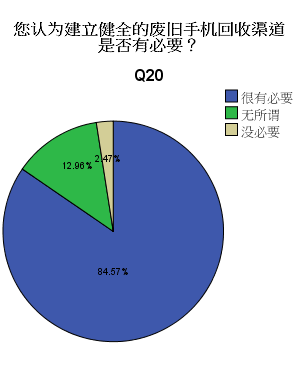 您认为建立健全的废旧手机回收渠道
是否有必要？
Q20
很有必要
无所谓
没必要
2.47%
12.96%
84.57%